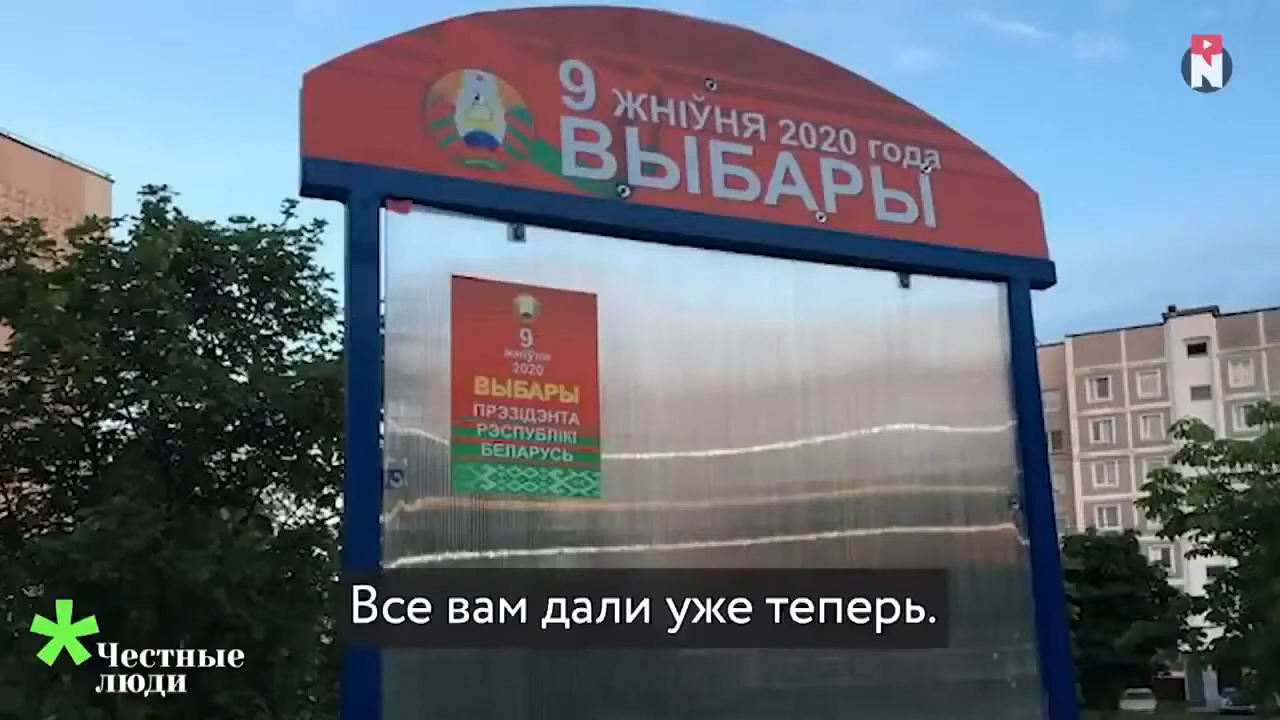 9 жніўня 2020 года
ВЫБАРЫ
9
жніўня
2020
ВЫБАРЫ
ПРЭЗІДЭНТА
РЭСПУБЛІКІ
БЕЛАРУСЬ
Все вам дали уже теперь.
Честные
люди
N